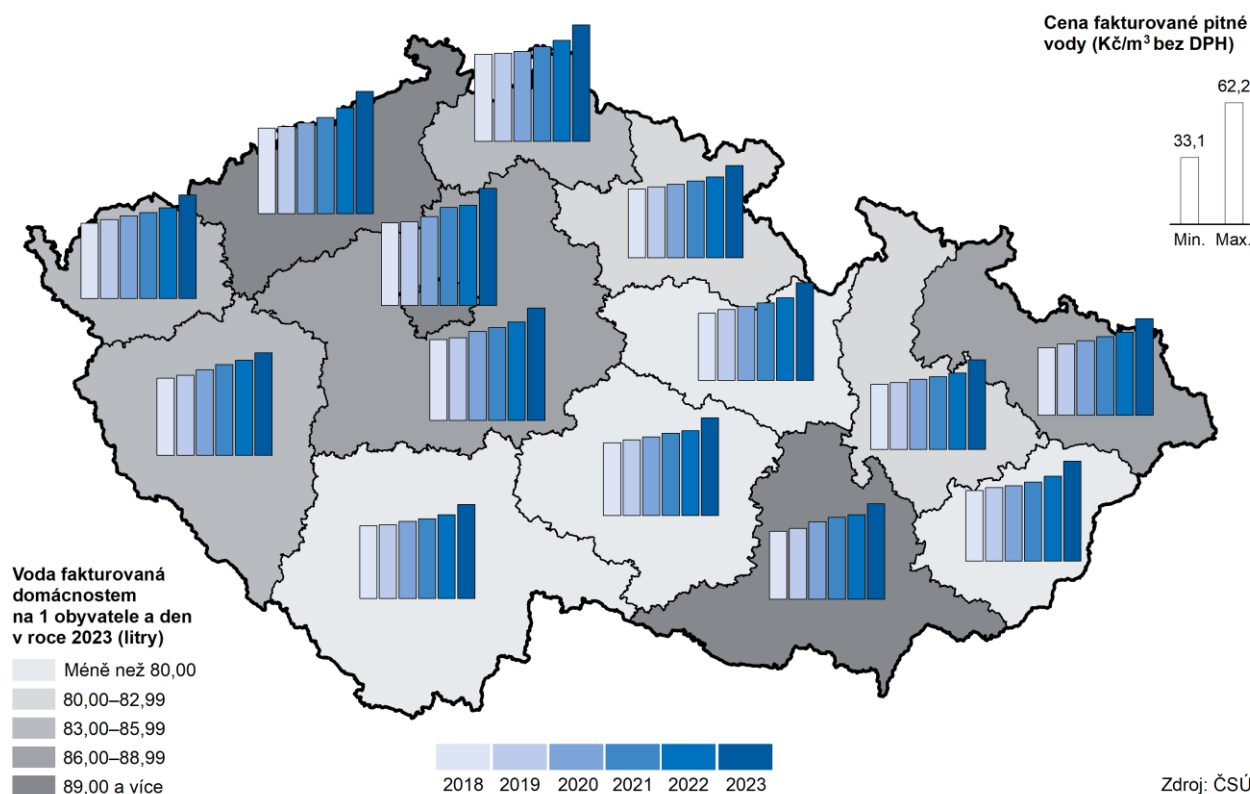 Cena fakturované pitné
vody (Kč/m³ bez DPH)
62,2
33,1
Min. Max.
Voda fakturovaná
domácnostem
na 1 obyvatele a den
v roce 2023 (litry)
Méně než 80,00
80,00–82,99
83,00–85,99
86,00–88,99
89,00 a více
2018 2019 2020 2021 2022 2023
Zdroj: ČSÚ